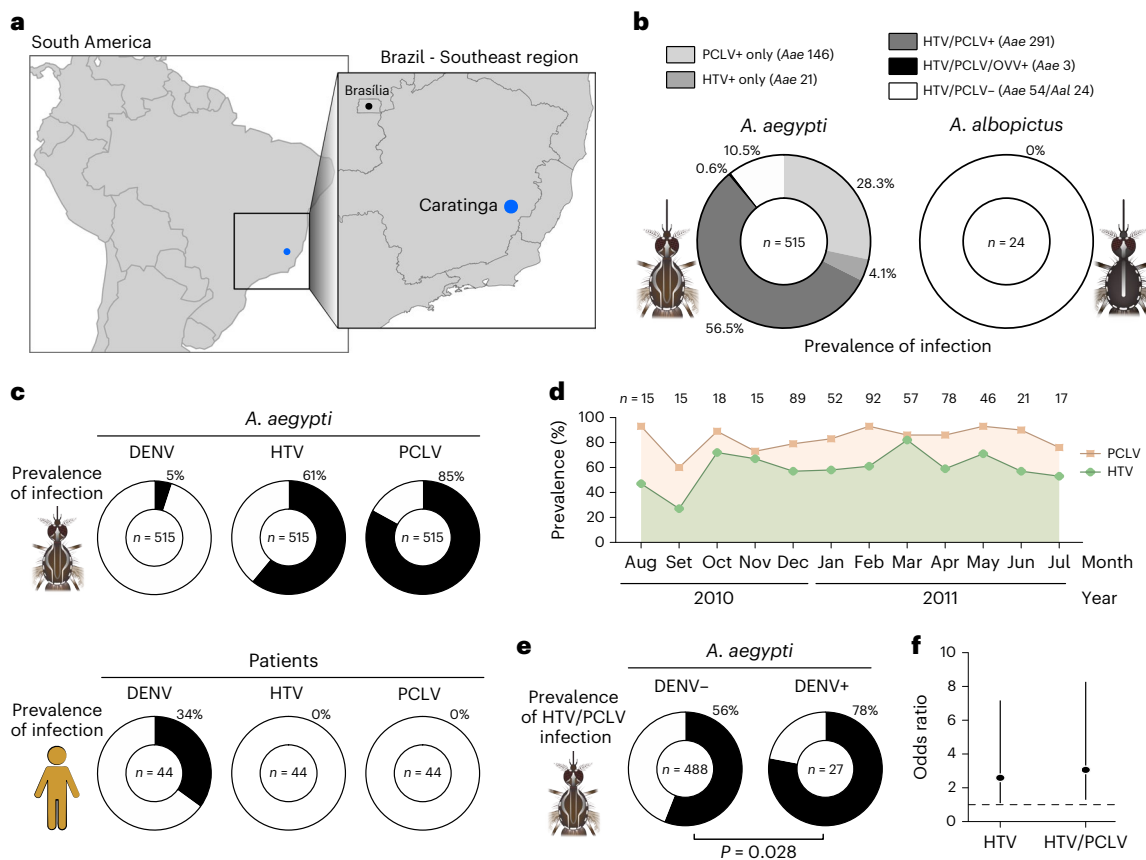 a
South America
Brazil - Southeast region
Brasília
Caratinga
b
PCLV+ only (Aae 146)
HTV+ only (Aae 21)
HTV/PCLV+ (Aae 291)
HTV/PCLV/OVV+ (Aae 3)
HTV/PCLV– (Aae 54/Aal 24)
A. aegypti
A. albopictus
10.5%
0.6%
28.3%
4.1%
56.5%
n = 515
0%
n = 24
Prevalence of infection
c
A. aegypti
DENV HTV PCLV
Prevalence
of infection
5% 61% 85%
n = 515 n = 515 n = 515
Patients
DENV HTV PCLV
Prevalence
of infection
34% 0% 0%
n = 44 n = 44 n = 44
d
n = 15 15 18 15 89 52 92 57 78 46 21 17
Prevalence (%)
100
80
60
40
20
0
PCLV
HTV
Aug Set Oct Nov Dec Jan Feb Mar Apr May Jun Jul Month
2010 2011 Year
e
A. aegypti
DENV– DENV+
Prevalence
of HTV/PCLV
infection
56% 78%
n = 488 n = 27
P = 0.028
f
Odds ratio
10
8
6
4
2
0
HTV HTV/PCLV